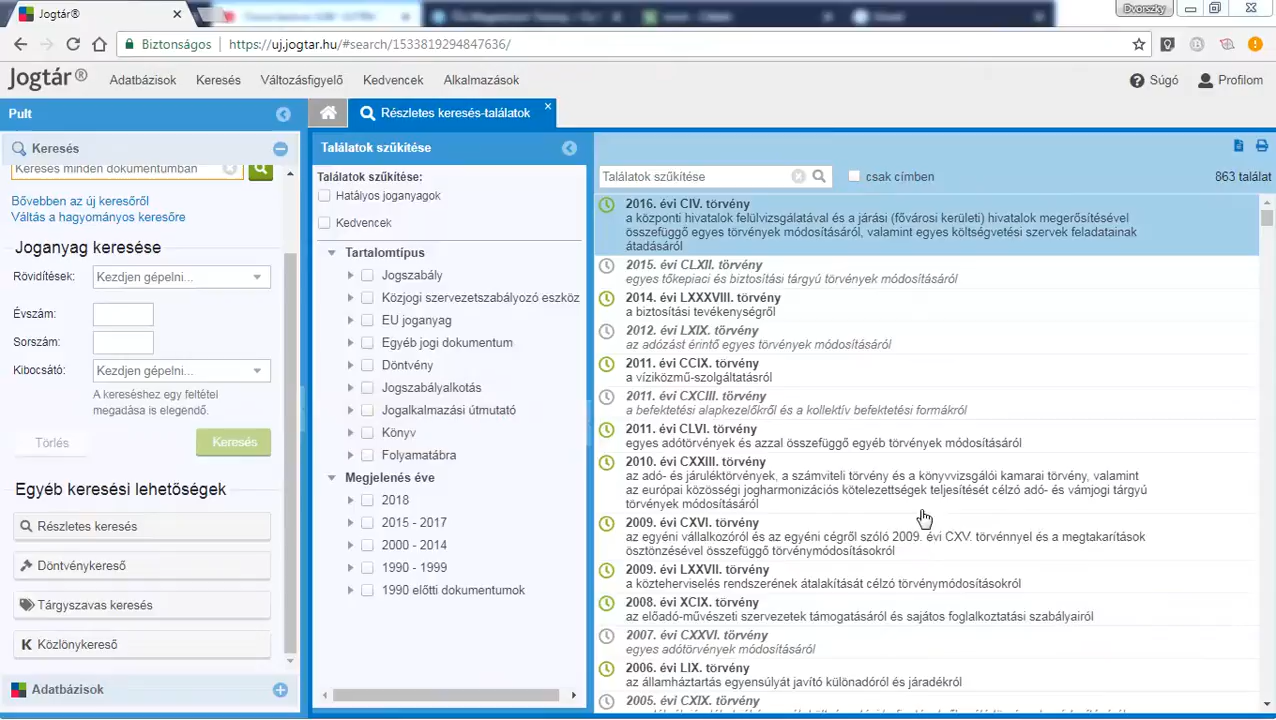 Jogtár®
Dvorszky
Biztonságos
https://uj.jogtar.hu/#search/1533819294847636/
Jogtár®
Adatbázisok
Keresés
Változásfigyelő
Kedvencek
Alkalmazások
Súgó
Profilom
Pult
Részletes keresés-találatok
Keresés
Keresés minden dokumentumban
Bővebben az új keresőről
Váltás a hagyományos keresőre
Joganyag keresése
Rövidítések:
Kezdjen gépelni...
Évszám:
Sorszám:
Kibocsátó:
Kezdjen gépelni...
A kereséshez egy feltétel
megadása is elegendő.
Törlés
Keresés
Egyéb keresési lehetőségek
Részletes keresés
Döntvénykereső
Tárgyszavas keresés
K Közlönykereső
Adatbázisok
Találatok szűkítése
Találatok szűkítése:
Hatályos joganyagok
Kedvencek
Tartalomtípus
Jogszabály
Közjogi szervezetszabályozó eszköz
EU joganyag
Egyéb jogi dokumentum
Döntvény
Jogszabályalkotás
Jogalkalmazási útmutató
Könyv
Folyamatábra
Megjelenés éve
2018
2015 - 2017
2000 - 2014
1990 - 1999
1990 előtti dokumentumok
Találatok szűkítése
csak címben
863 találat
2016. évi CIV. törvény
a központi hivatalok felülvizsgálatával és a járási (fővárosi kerületi) hivatalok megerősítésével
összefüggő egyes törvények módosításáról, valamint egyes költségvetési szervek feladatainak
átadásáról
2015. évi CLXII. törvény
egyes tőkepiaci és biztosítási tárgyú törvények módosításáról
2014. évi LXXXVIII. törvény
a biztosítási tevékenységről
2012. évi LXIX. törvény
az adózást érintő egyes törvények módosításáról
2011. évi CCIX. törvény
a víziközmű-szolgáltatásról
2011. évi CXCIII. törvény
a befektetési alapkezelőkről és a kollektív befektetési formákról
2011. évi CLVI. törvény
egyes adótörvények és azzal összefüggő egyéb törvények módosításáról
2010. évi CXXIII. törvény
az adó- és járuléktörvények, a számviteli törvény és a könyvvizsgálói kamarai törvény, valamint
az európai közösségi jogharmonizációs kötelezettségek teljesítését célzó adó- és vámjogi tárgyú
törvények módosításáról
2009. évi CXVI. törvény
az egyéni vállalkozóról és az egyéni cégről szóló 2009. évi CXV. törvénnyel és a megtakarítások
ösztönzésével összefüggő törvénymódosításokról
2009. évi LXXVII. törvény
a közteherviselés rendszerének átalakítását célzó törvénymódosításokról
2008. évi XCIX. törvény
az előadó-művészeti szervezetek támogatásáról és sajátos foglalkoztatási szabályairól
2007. évi CXXVI. törvény
egyes adótörvények módosításáról
2006. évi LIX. törvény
az államháztartás egyensúlyát javító különadóról és járadékról
2005. évi CXIX. törvény